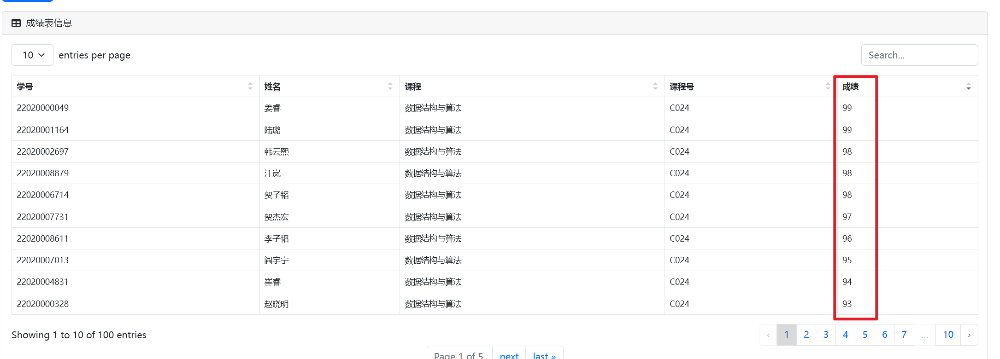 成绩表信息
10 entries per page Search...
学号 姓名 课程 课程号 成绩
22020000049 姜睿 数据结构与算法 C024 99
22020001164 陆璐 数据结构与算法 C024 99
22020002697 韩云熙 数据结构与算法 C024 98
22020008879 江岚 数据结构与算法 C024 98
22020006714 贺子韬 数据结构与算法 C024 98
22020007731 贺杰宏 数据结构与算法 C024 97
22020008611 李子韬 数据结构与算法 C024 96
22020007013 阎宇宁 数据结构与算法 C024 95
22020004831 崔睿 数据结构与算法 C024 94
22020000328 赵晓明 数据结构与算法 C024 93
Showing 1 to 10 of 100 entries ‹ 1 2 3 4 5 6 7 ... 10 ›
Page 1 of 5 next last »